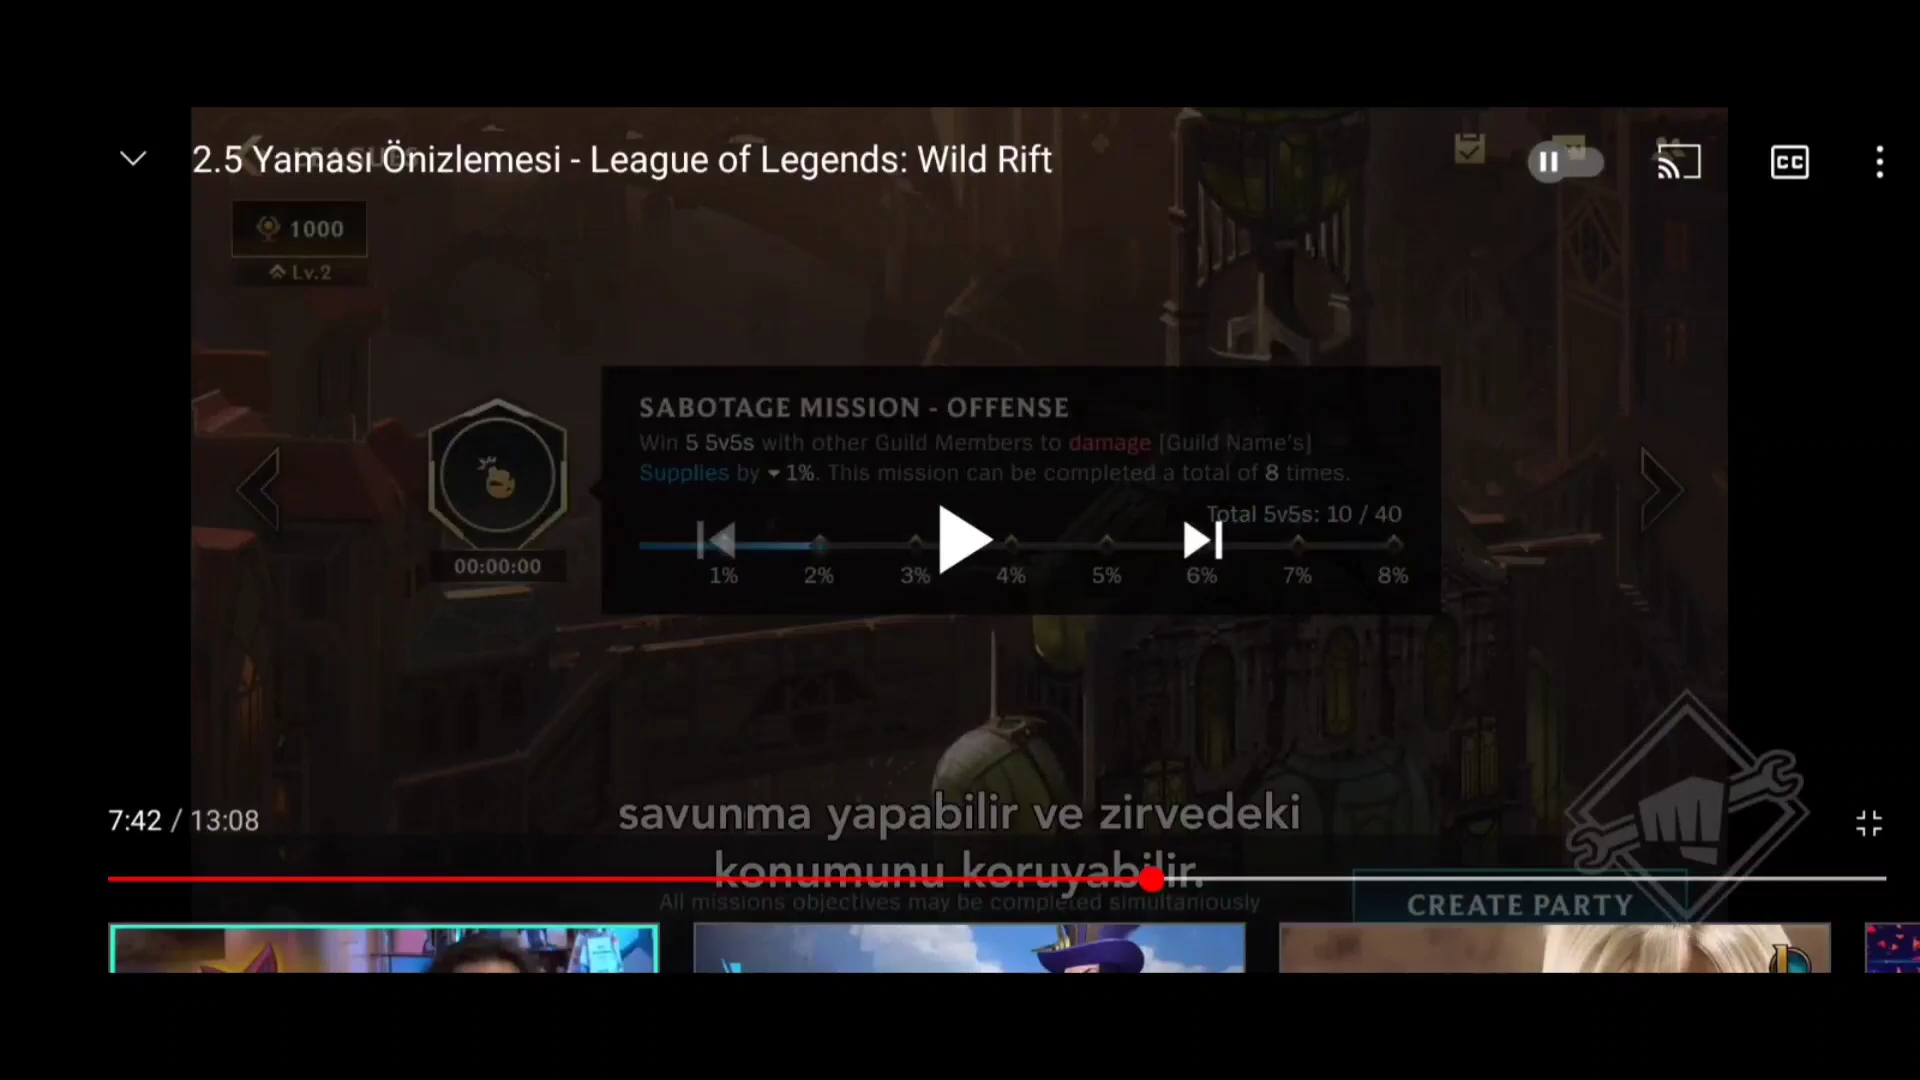 2.5 Yaması Önizlemesi - League of Legends: Wild Rift
LEAGUES
CC
1000
Lv.2
SABOTAGE MISSION - OFFENSE
Win 5 5v5s with other Guild Members to damage [Guild Name's]
Supplies by 1%. This mission can be completed a total of 8 times.
Total 5v5s: 10 / 40
1% 2% 3% 4% 5% 6% 7% 8%
00:00:00
7:42 / 13:08
savunma yapabilir ve zirvedeki
konumunu koruyabilir.
All missions objectives may be completed simultaniously
CREATE PARTY